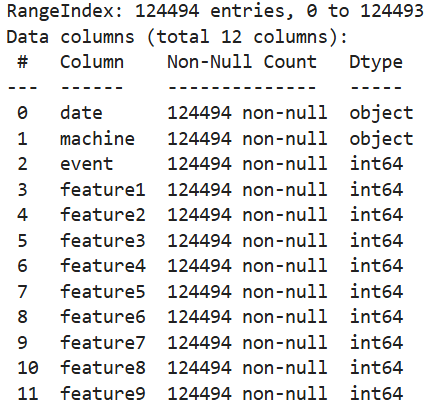 RangeIndex: 124494 entries, 0 to 124493
Data columns (total 12 columns):
 #   Column    Non-Null Count   Dtype
---  ------    --------------   -----
 0   date      124494 non-null  object
 1   machine   124494 non-null  object
 2   event     124494 non-null  int64
 3   feature1  124494 non-null  int64
 4   feature2  124494 non-null  int64
 5   feature3  124494 non-null  int64
 6   feature4  124494 non-null  int64
 7   feature5  124494 non-null  int64
 8   feature6  124494 non-null  int64
 9   feature7  124494 non-null  int64
 10  feature8  124494 non-null  int64
 11  feature9  124494 non-null  int64